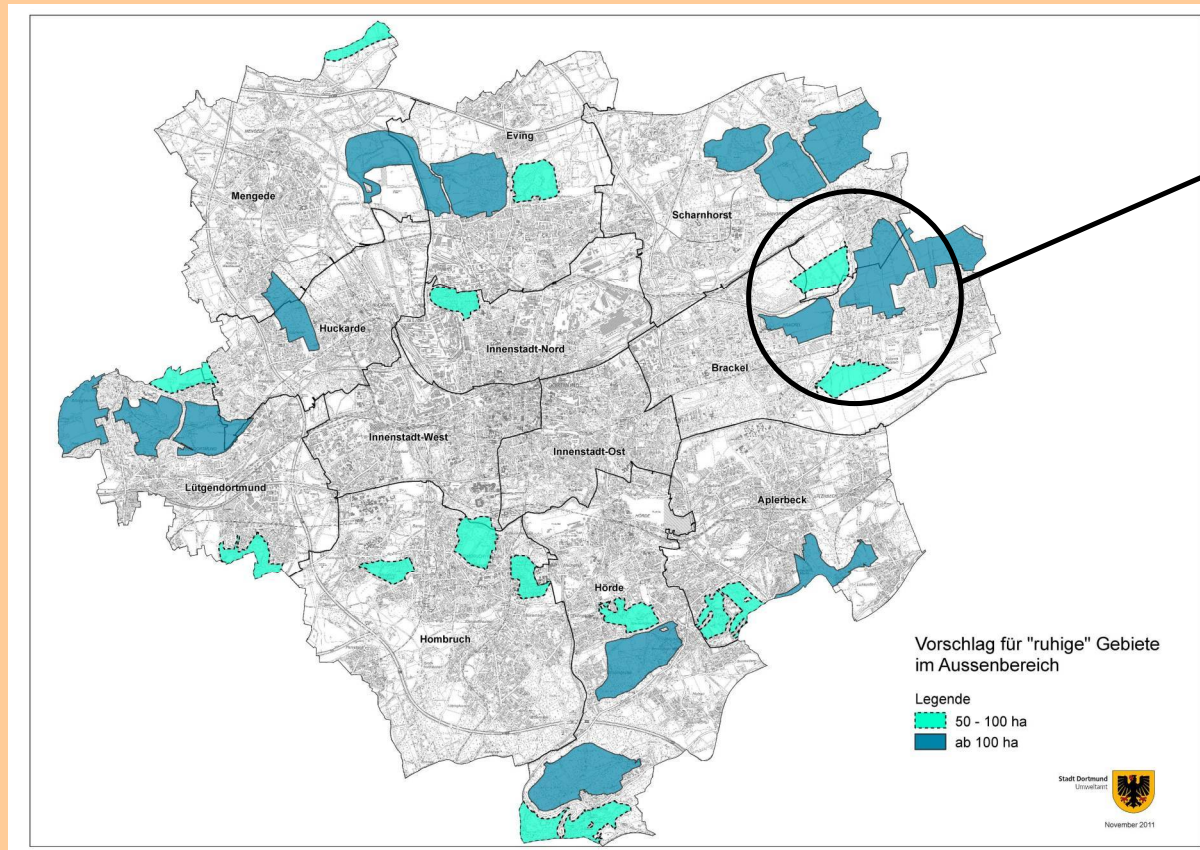 Eving
Mengede
Scharnhorst
Huckarde
Innenstadt-Nord
Brackel
Innenstadt-West
Innenstadt-Ost
Lütgendortmund
Aplerbeck
Hörde
Hombruch
Vorschlag für "ruhige" Gebiete
im Aussenbereich
Legende
50 - 100 ha
ab 100 ha
Stadt Dortmund
Umweltamt
November 2011